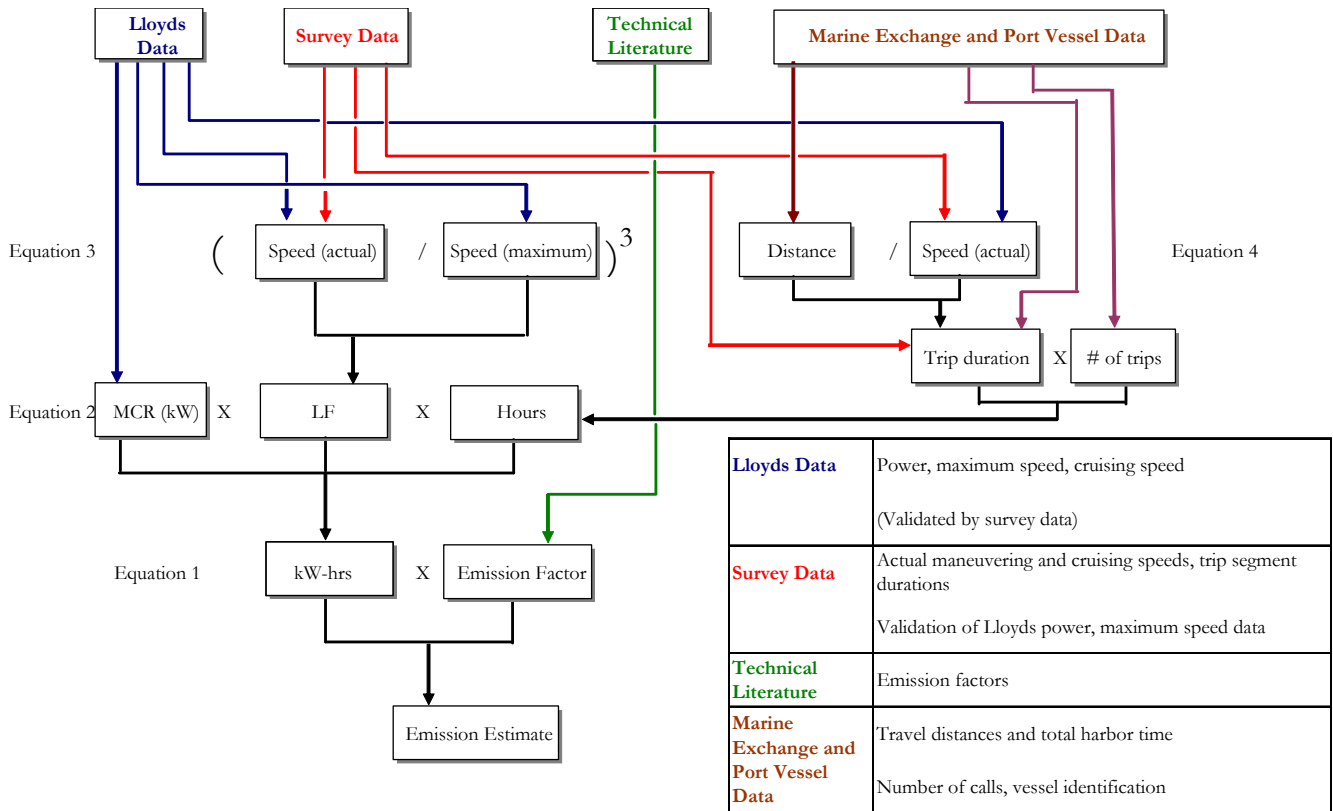 Lloyds
Data
Survey Data
Technical
Literature
Marine Exchange and Port Vessel Data
Equation 3
( Speed (actual) / Speed (maximum) )3
Distance / Speed (actual)
Equation 4
Trip duration X # of trips
Equation 2
MCR (kW) X LF X Hours
Equation 1
kW-hrs X Emission Factor
Emission Estimate
Lloyds Data
Power, maximum speed, cruising speed
(Validated by survey data)
Survey Data
Actual maneuvering and cruising speeds, trip segment
durations
Validation of Lloyds power, maximum speed data
Technical
Literature
Emission factors
Marine
Exchange and
Port Vessel
Data
Travel distances and total harbor time
Number of calls, vessel identification